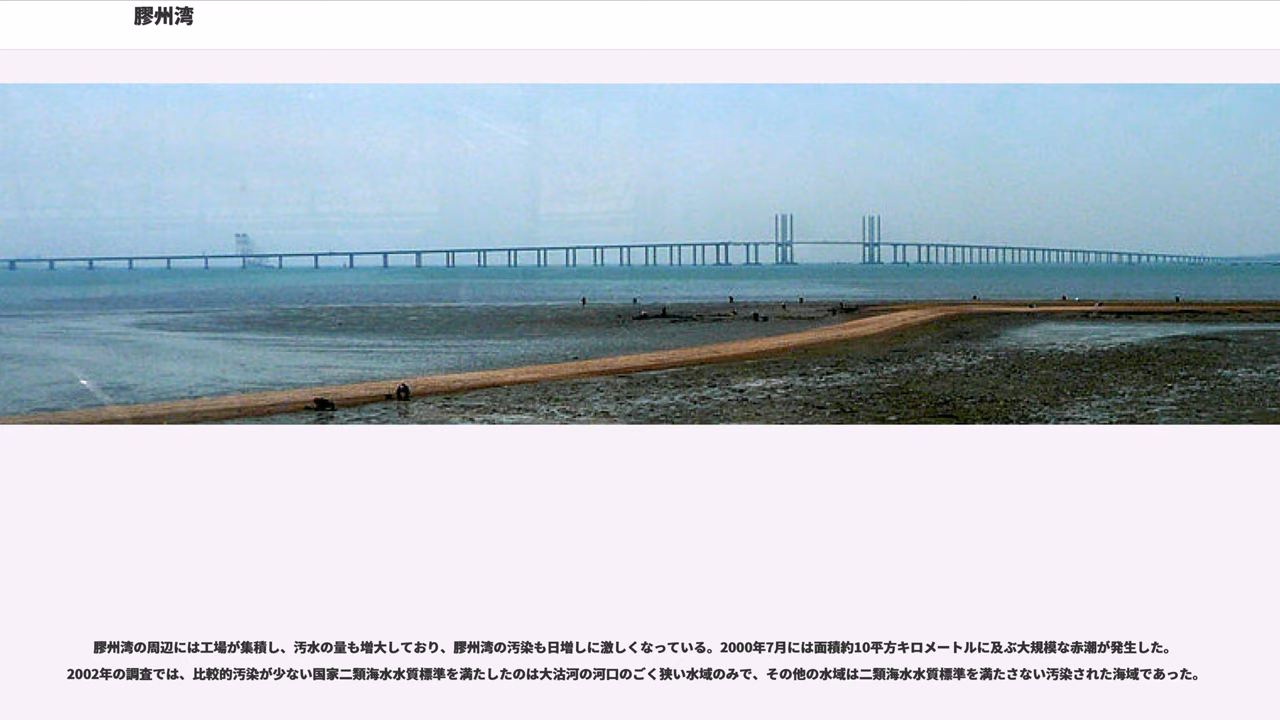 膠州湾
膠州湾の周辺には工場が集積し、汚水の量も増大しており、膠州湾の汚染も日増しに激しくなっている。2000年7月には面積約10平方キロメートルに及ぶ大規模な赤潮が発生した。
2002年の調査では、比較的汚染が少ない国家二類海水水質標準を満たしたのは大沽河の河口のごく狭い水域のみで、その他の水域は二類海水水質標準を満たさない汚染された海域であった。